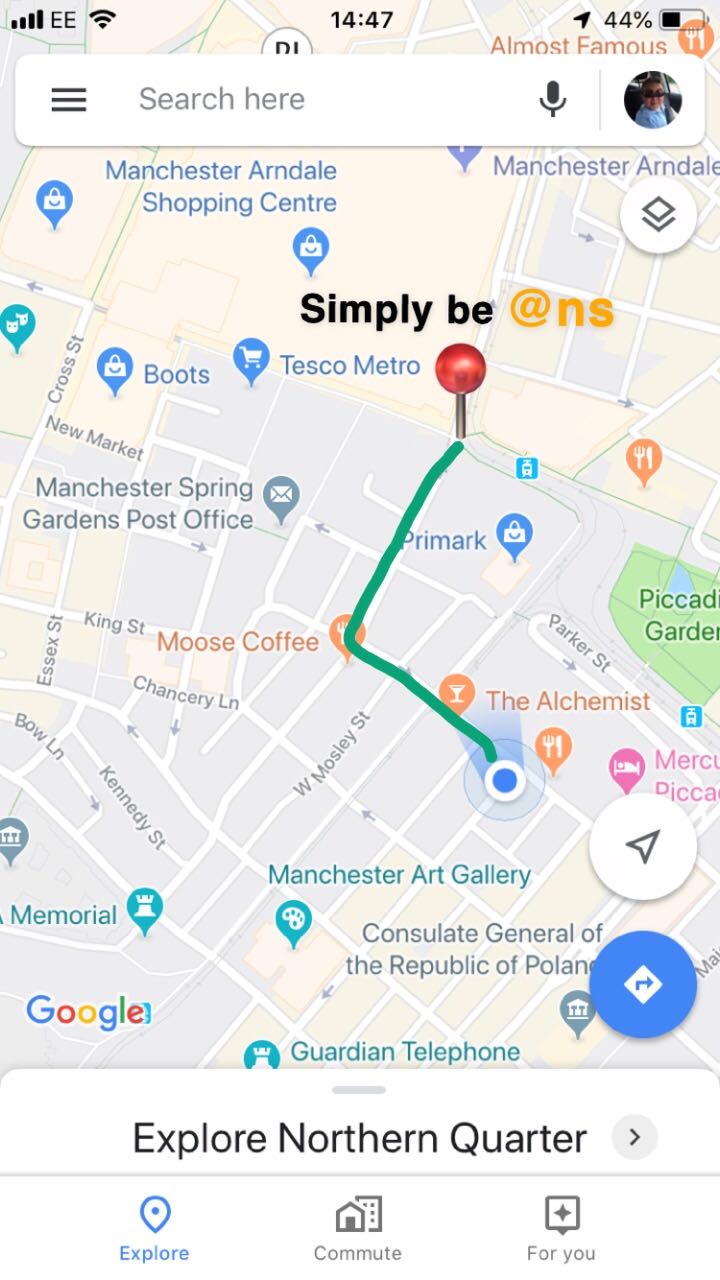 EE
14:47
44%
DI
Almost Famous
Search here
Manchester Arndale
Shopping Centre
Manchester Arndale
Simply be @ns
Tesco Metro
Boots
Cross St
New Market
Manchester Spring
Gardens Post Office
Primark
Piccadi
Garden
King St
Moose Coffee
Parker St
Essex St
Chancery Ln
The Alchemist
W Mosley St
Bow Ln
Kennedy St
Mercu
Picca
Manchester Art Gallery
A Memorial
Consulate General of
the Republic of Polan
Google
Guardian Telephone
Explore Northern Quarter
Explore
Commute
For you